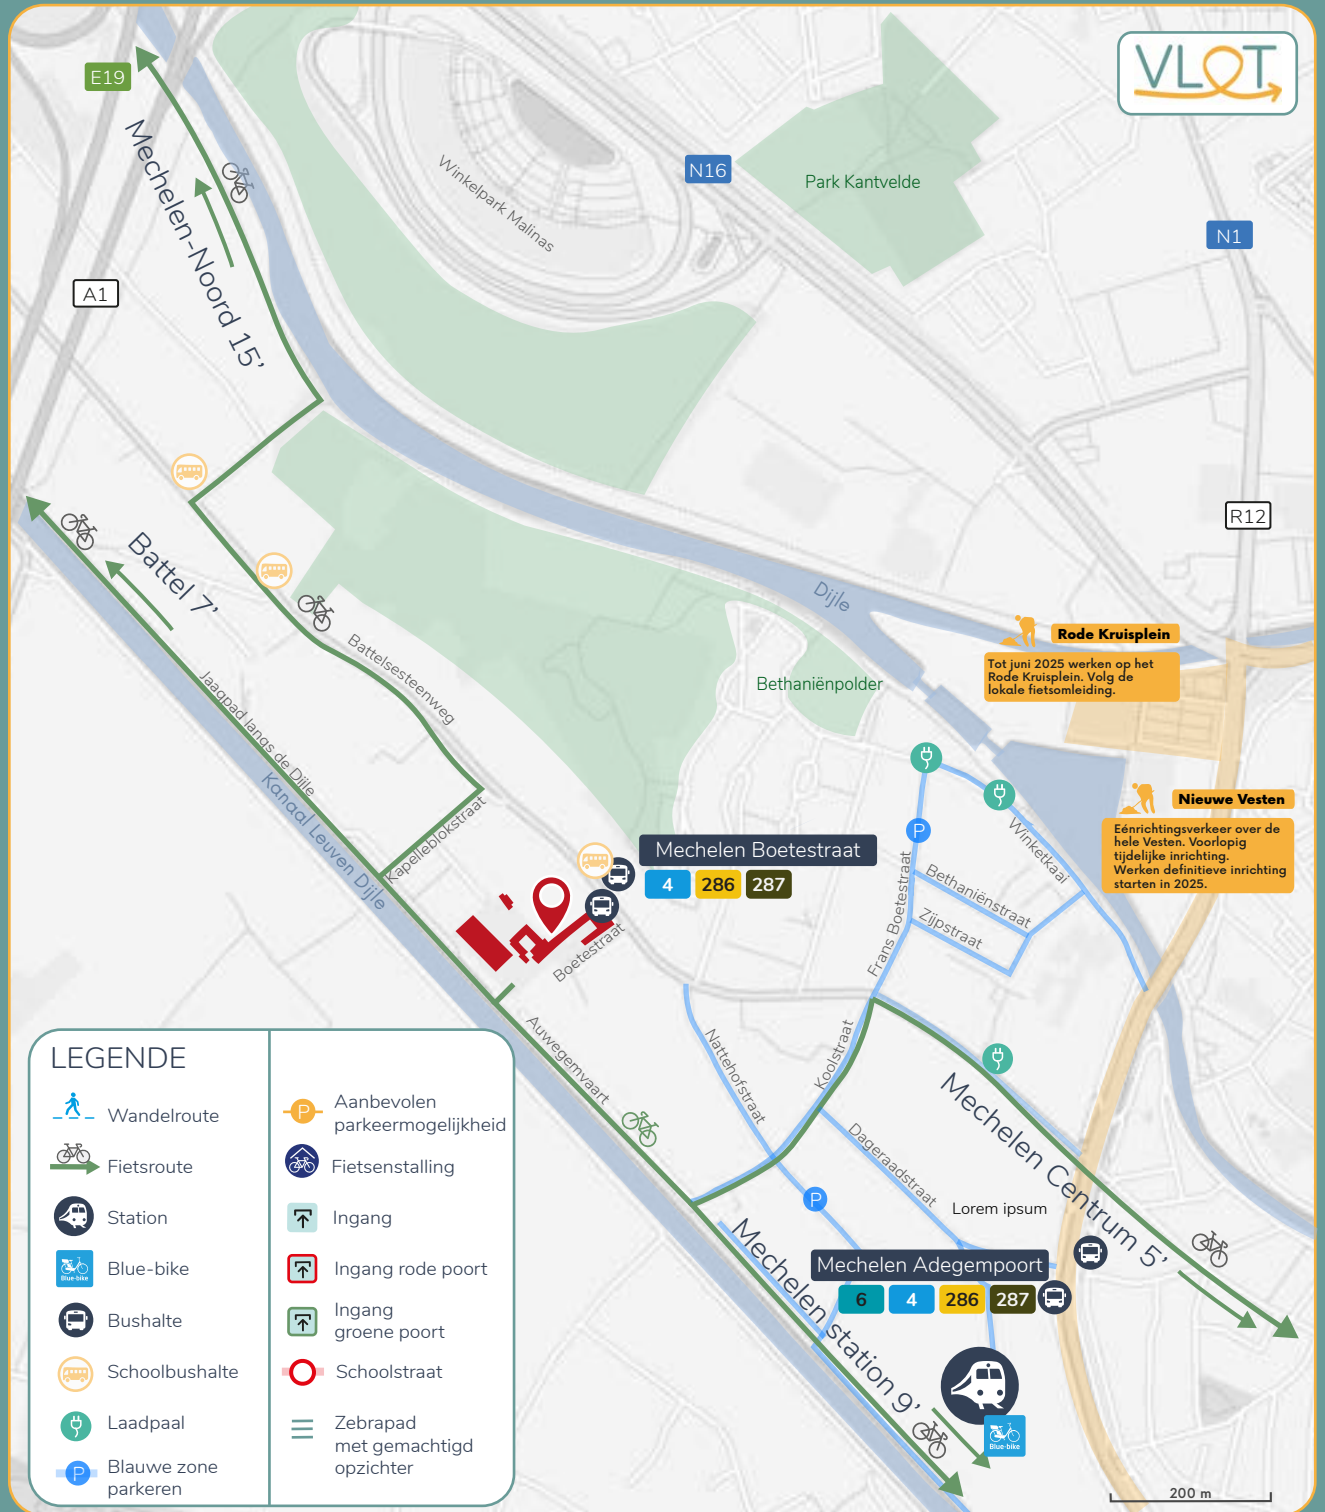 VLOT
E19
N16
Park Kantvelde
N1
Winkelpark Malinas
Mechelen-Noord 15’
A1
R12
Battel 7’
Dijle
Rode Kruisplein
Tot juni 2025 werken op het
Rode Kruisplein. Volg de
lokale fietsomleiding.
Battelsesteenweg
Bethaniënpolder
Jaagpad langs de Dijle
Kanaal Leuven Dijle
Kapelleblokstraat
Nieuwe Vesten
Eénrichtingsverkeer over de
hele Vesten. Voorlopig
tijdelijke inrichting.
Werken definitieve inrichting
starten in 2025.
Mechelen Boetestraat
4 286 287
P
Winketkaai
Bethaniënstraat
Zijpstraat
Frans Boetestraat
Boetestraat
Auwegemvaart
Nattehofstraat
Koolstraat
Dageraadstraat
Mechelen Centrum 5’
Lorem ipsum
P
Mechelen station 9’
Mechelen Adegempoort
6 4 286 287
Blue-bike
200 m
LEGENDE
Wandelroute
Fietsroute
Station
Blue-bike
Blue-bike
Bushalte
Schoolbushalte
Laadpaal
P
Blauwe zone
parkeren
P
Aanbevolen
parkeermogelijkheid
Fietsenstalling
Ingang
Ingang rode poort
Ingang
groene poort
Schoolstraat
Zebrapad
met gemachtigd
opzichter